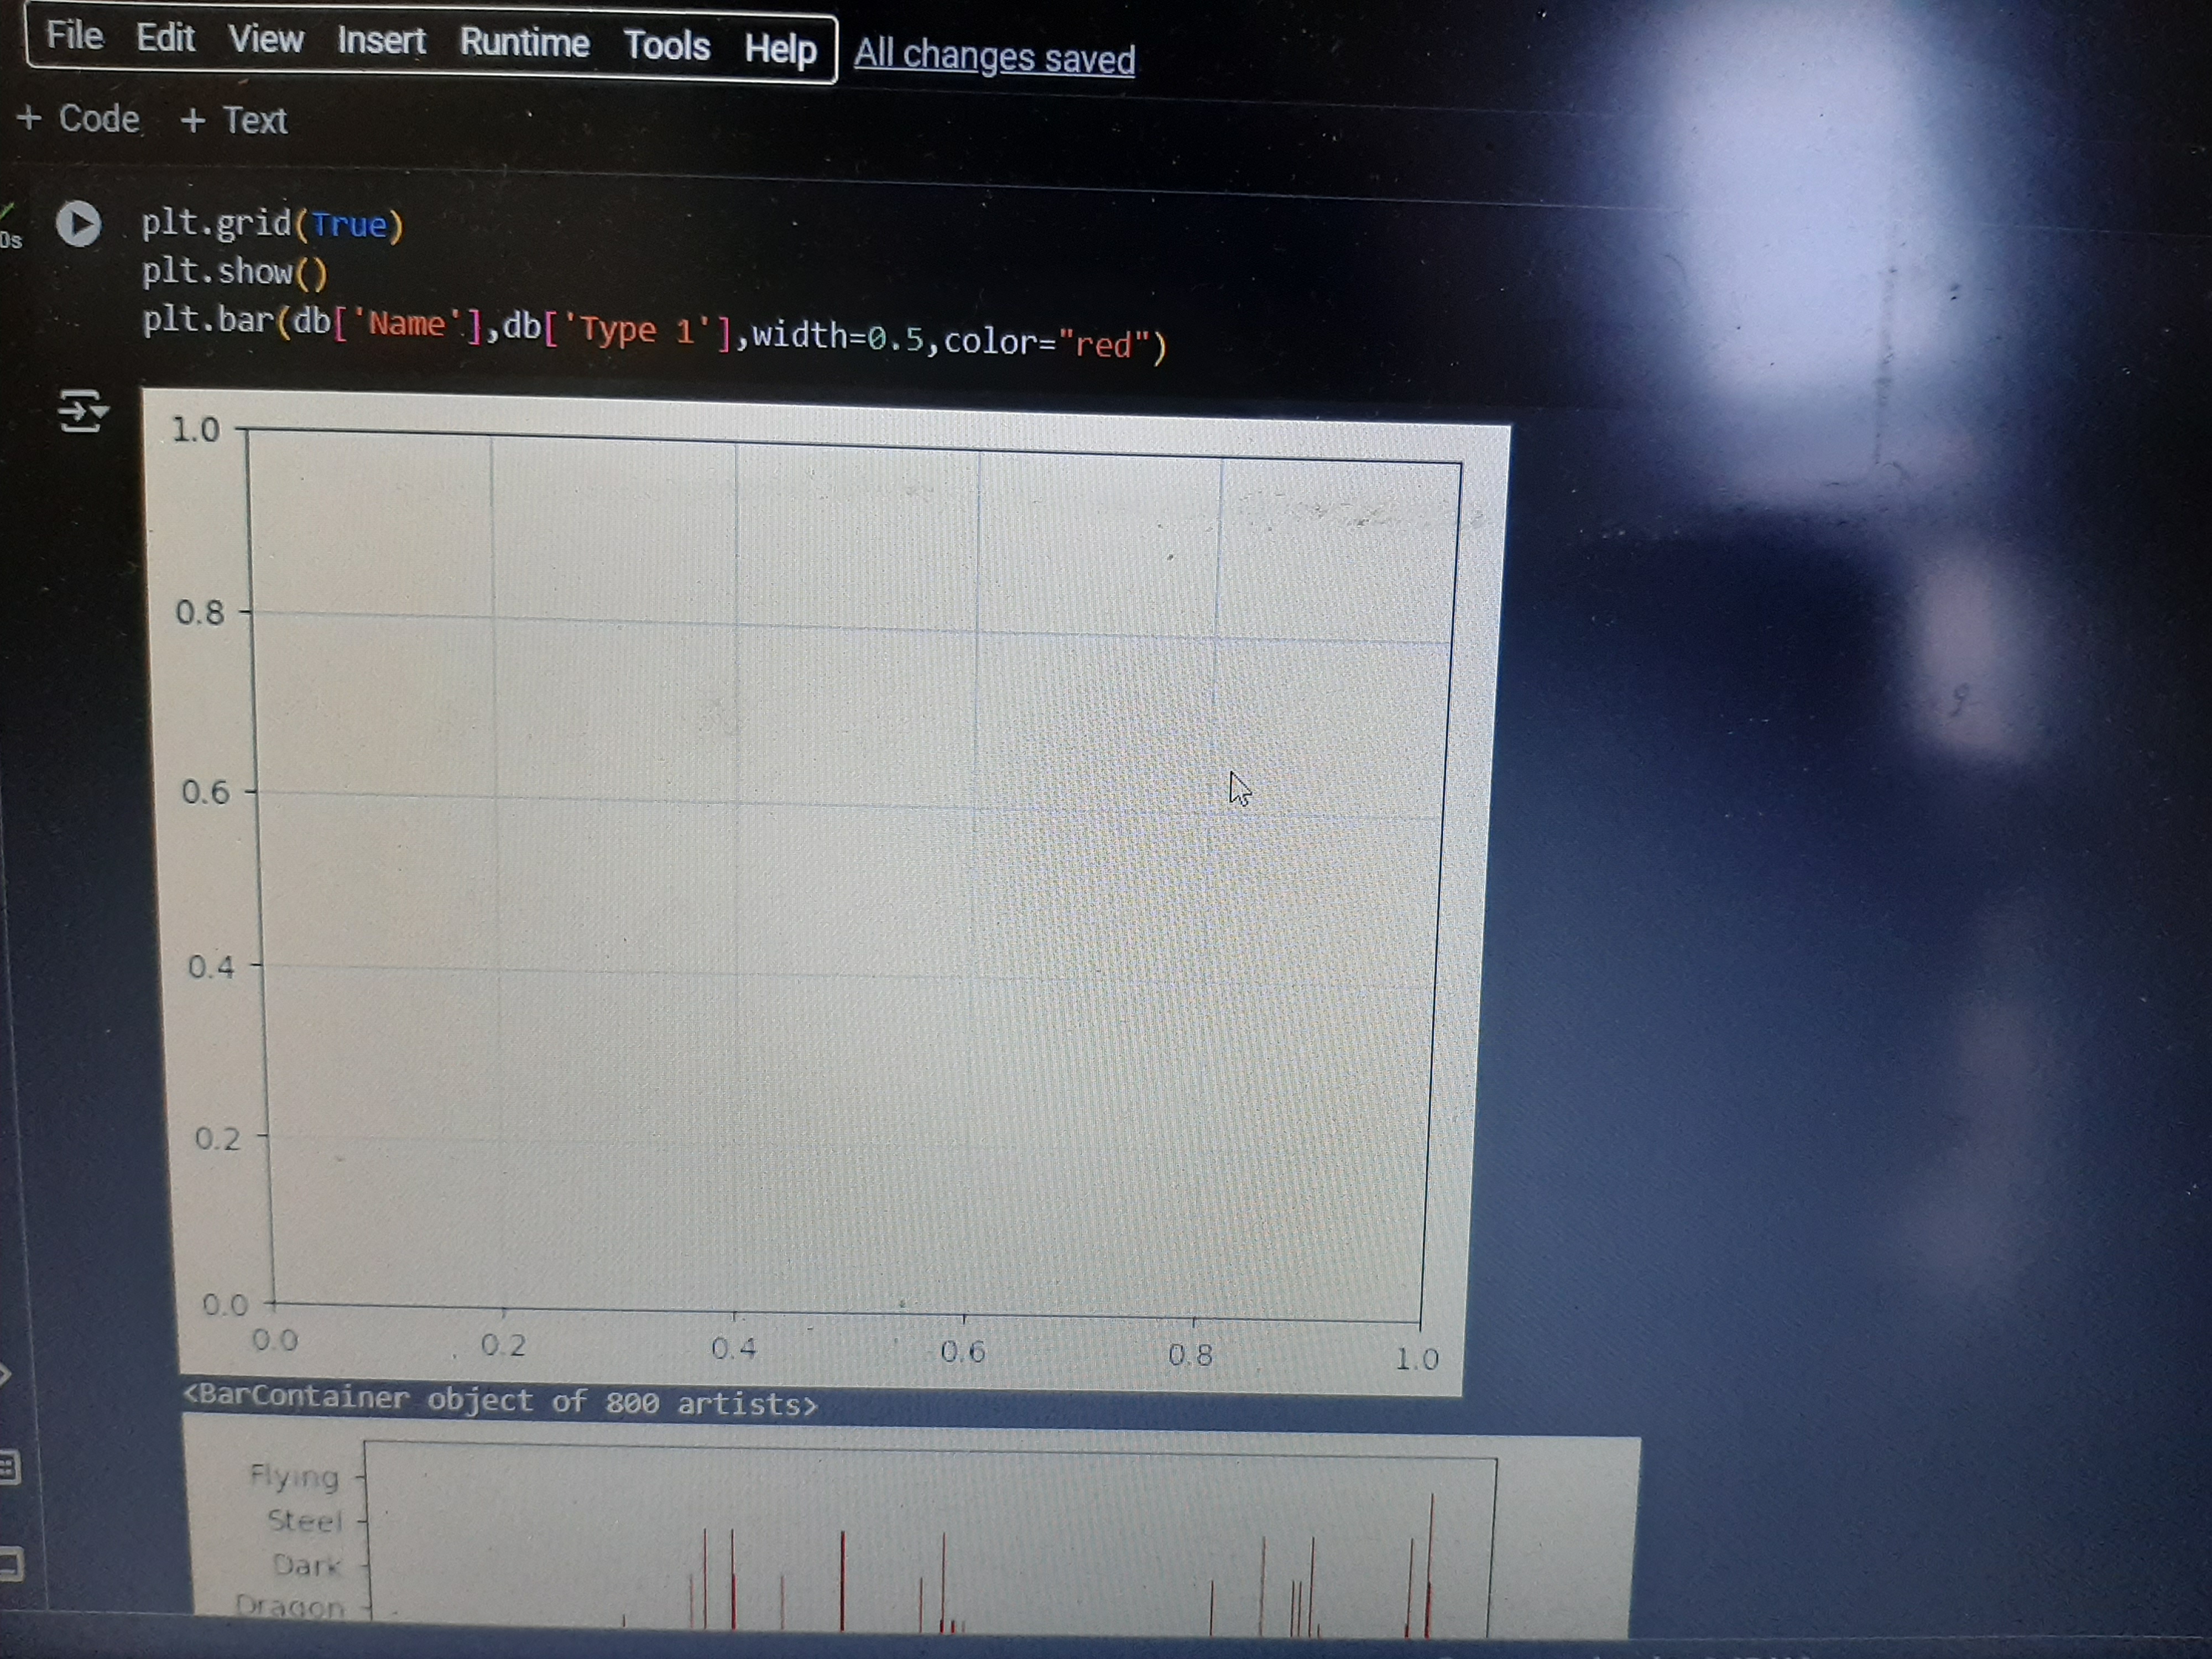 File Edit View Insert Runtime Tools Help All changes saved
+ Code + Text
0s
plt.grid(True)
plt.show()
plt.bar(db['Name'],db['Type 1'],width=0.5,color="red")
1.0
0.8
0.6
0.4
0.2
0.0
0.0 0.2 0.4 0.6 0.8 1.0
<BarContainer object of 800 artists>
Flying
Steel
Dark
Dragon